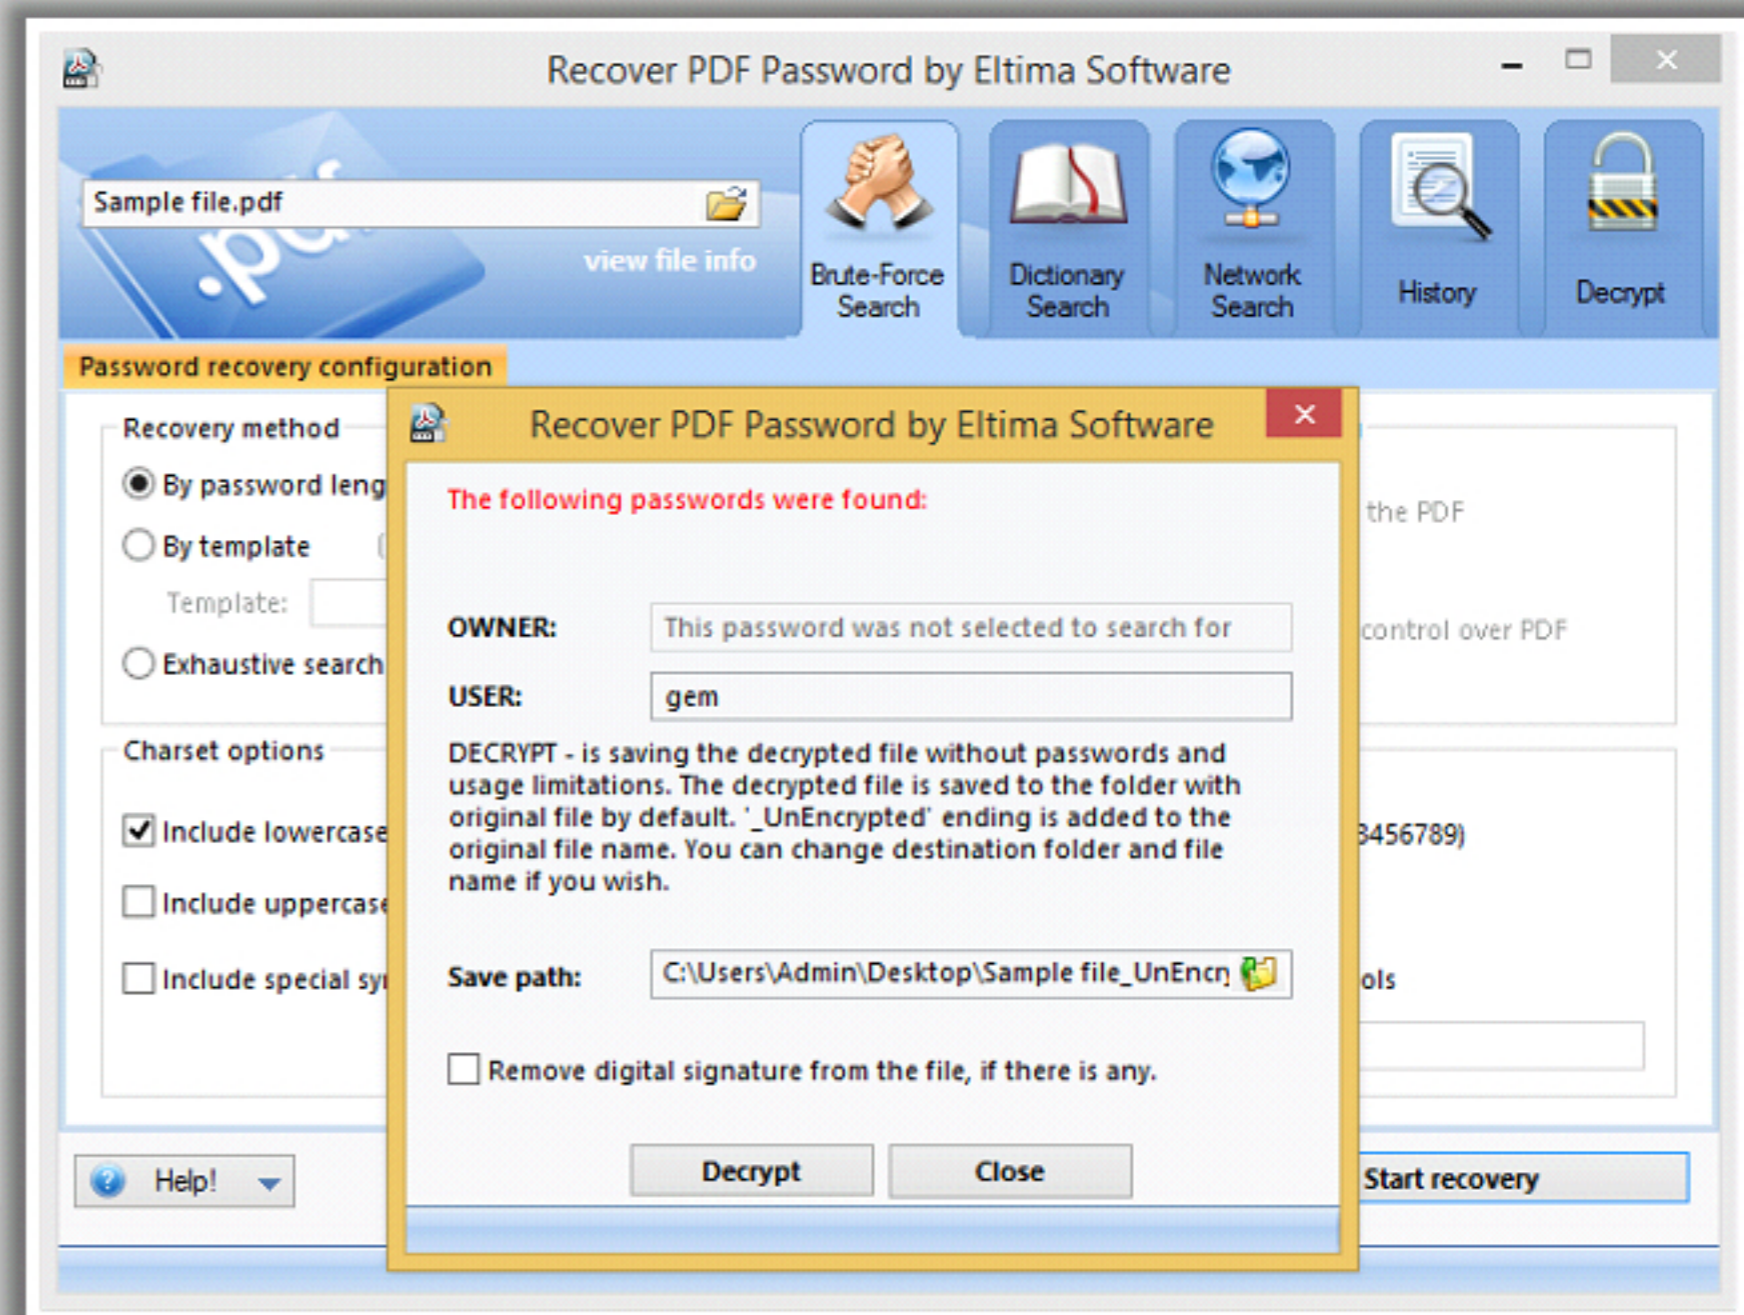 Recover PDF Password by Eltima Software
Sample file.pdf
.pdf
view file info
Brute-Force
Search
Dictionary
Search
Network
Search
History
Decrypt
Password recovery configuration
Recovery method
By password leng
By template
Template:
Exhaustive search
the PDF
control over PDF
Charset options
Include lowercase
3456789)
Include uppercase
Include special syr
ols
Help!
Start recovery
Recover PDF Password by Eltima Software
The following passwords were found:
OWNER: This password was not selected to search for
USER: gem
DECRYPT - is saving the decrypted file without passwords and
usage limitations. The decrypted file is saved to the folder with
original file by default. '_UnEncrypted' ending is added to the
original file name. You can change destination folder and file
name if you wish.
Save path: C:\Users\Admin\Desktop\Sample file_UnEncry
Remove digital signature from the file, if there is any.
Decrypt Close